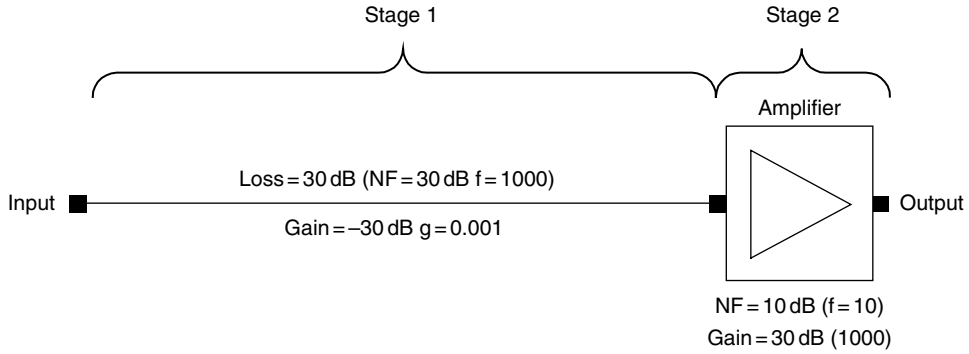 Stage 1
Stage 2
Amplifier
Loss = 30 dB (NF = 30 dB f = 1000)
Input
Output
Gain = –30 dB g = 0.001
NF = 10 dB (f = 10)
Gain = 30 dB (1000)